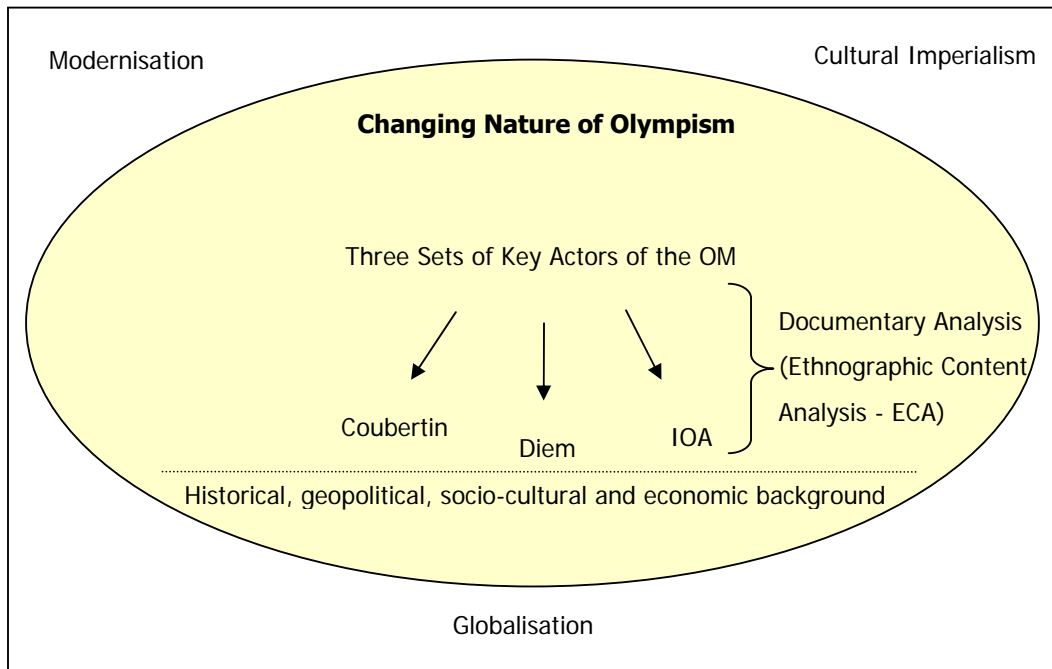 Modernisation
Cultural Imperialism
Changing Nature of Olympism
Three Sets of Key Actors of the OM
Documentary Analysis
(Ethnographic Content
Analysis - ECA)
Coubertin
Diem
IOA
Historical, geopolitical, socio-cultural and economic background
Globalisation